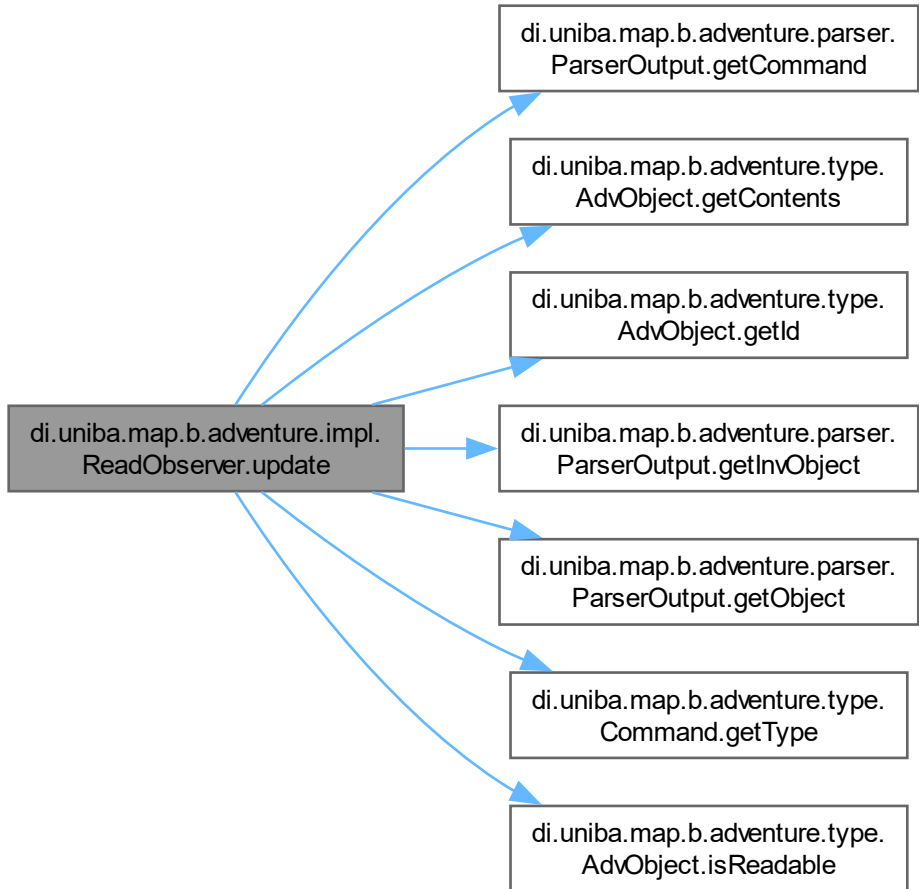 di.uniba.map.b.adventure.parser.
ParserOutput.getCommand
di.uniba.map.b.adventure.type.
AdvObject.getContents
di.uniba.map.b.adventure.type.
AdvObject.getId
di.uniba.map.b.adventure.impl.
ReadObserver.update
di.uniba.map.b.adventure.parser.
ParserOutput.getInvObject
di.uniba.map.b.adventure.parser.
ParserOutput.getObject
di.uniba.map.b.adventure.type.
Command.getType
di.uniba.map.b.adventure.type.
AdvObject.isReadable